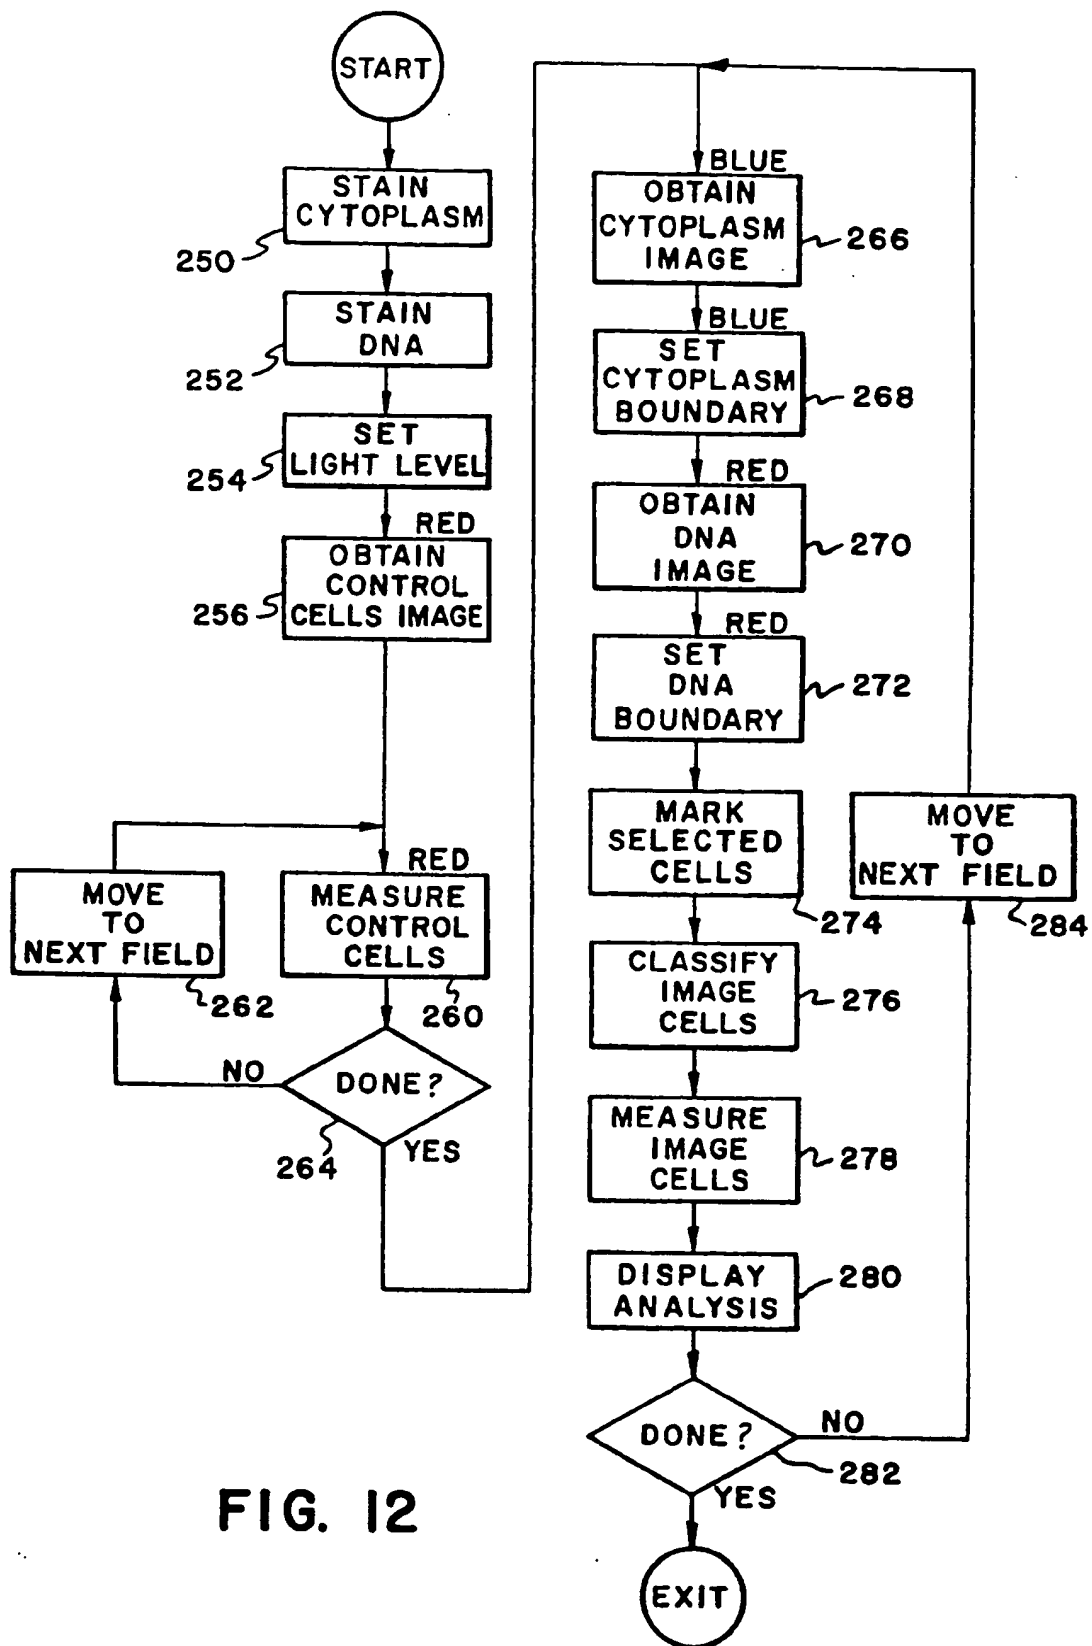 START
STAIN
CYTOPLASM
250
STAIN
DNA
252
SET
LIGHT LEVEL
254
RED
OBTAIN
CONTROL
CELLS IMAGE
256
RED
MEASURE
CONTROL
CELLS
260
MOVE
TO
NEXT FIELD
262
NO
DONE?
264
YES
BLUE
OBTAIN
CYTOPLASM
IMAGE
266
BLUE
SET
CYTOPLASM
BOUNDARY
268
RED
OBTAIN
DNA
IMAGE
270
RED
SET
DNA
BOUNDARY
272
MARK
SELECTED
CELLS
274
MOVE
TO
NEXT FIELD
284
CLASSIFY
IMAGE
CELLS
276
MEASURE
IMAGE
CELLS
278
DISPLAY
ANALYSIS
280
DONE?
NO
282
YES
EXIT
FIG. 12